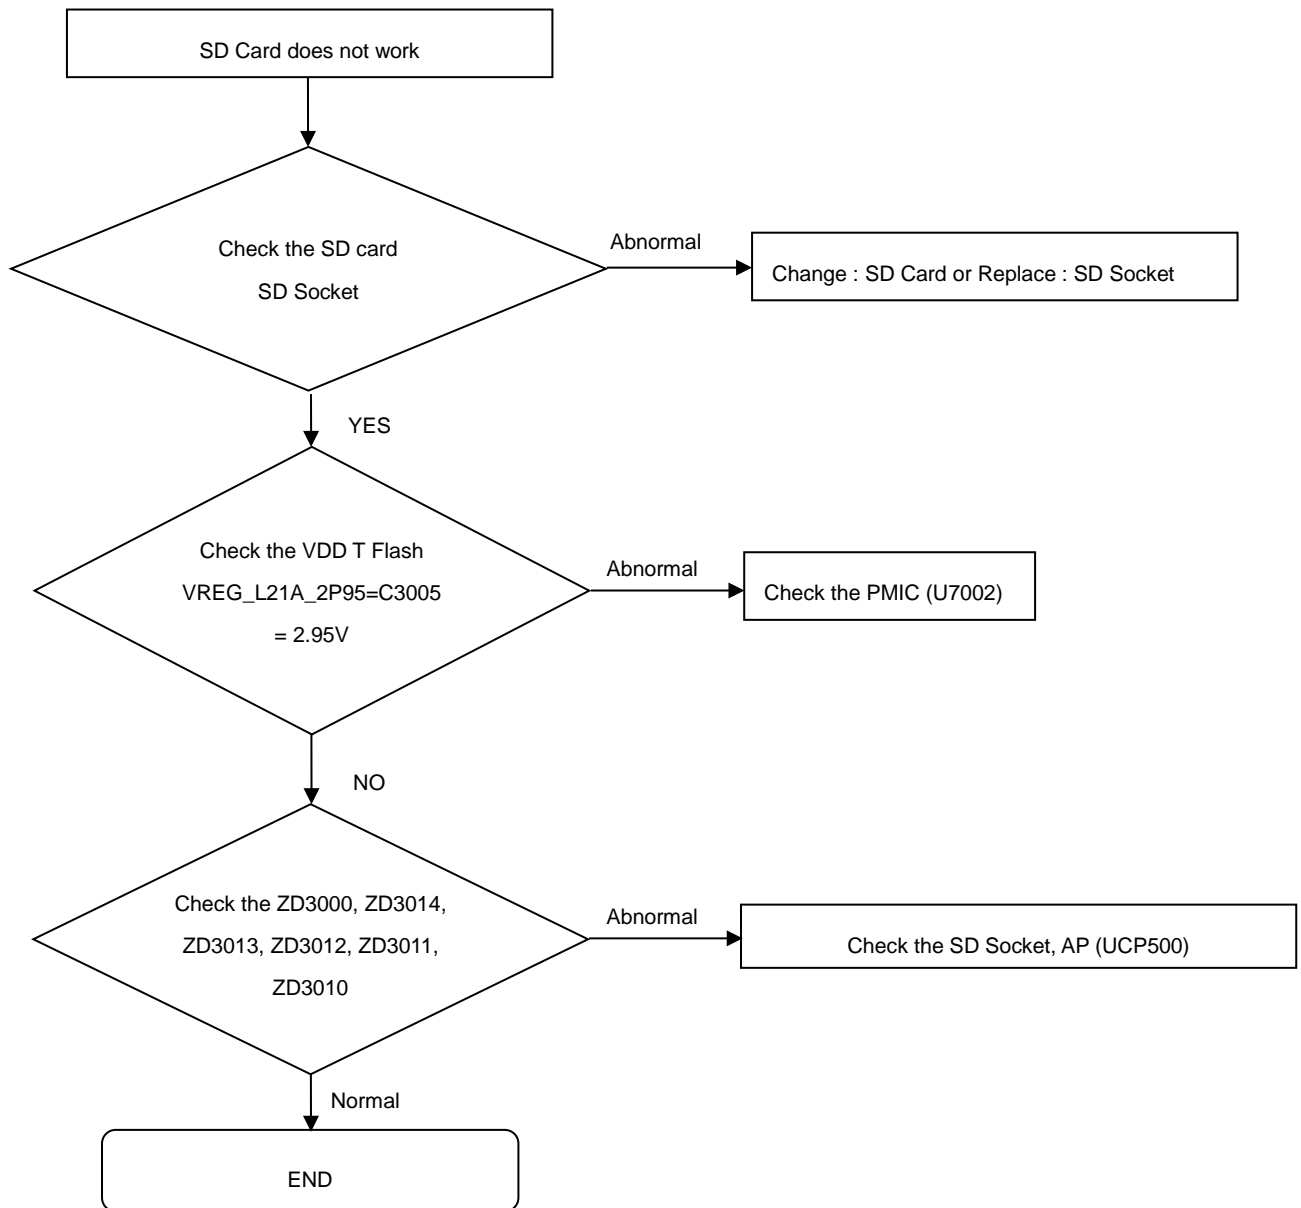 SD Card does not work
Check the SD card
SD Socket
Abnormal
Change : SD Card or Replace : SD Socket
YES
Check the VDD T Flash
VREG_L21A_2P95=C3005
= 2.95V
Abnormal
Check the PMIC (U7002)
NO
Check the ZD3000, ZD3014,
ZD3013, ZD3012, ZD3011,
ZD3010
Abnormal
Check the SD Socket, AP (UCP500)
Normal
END